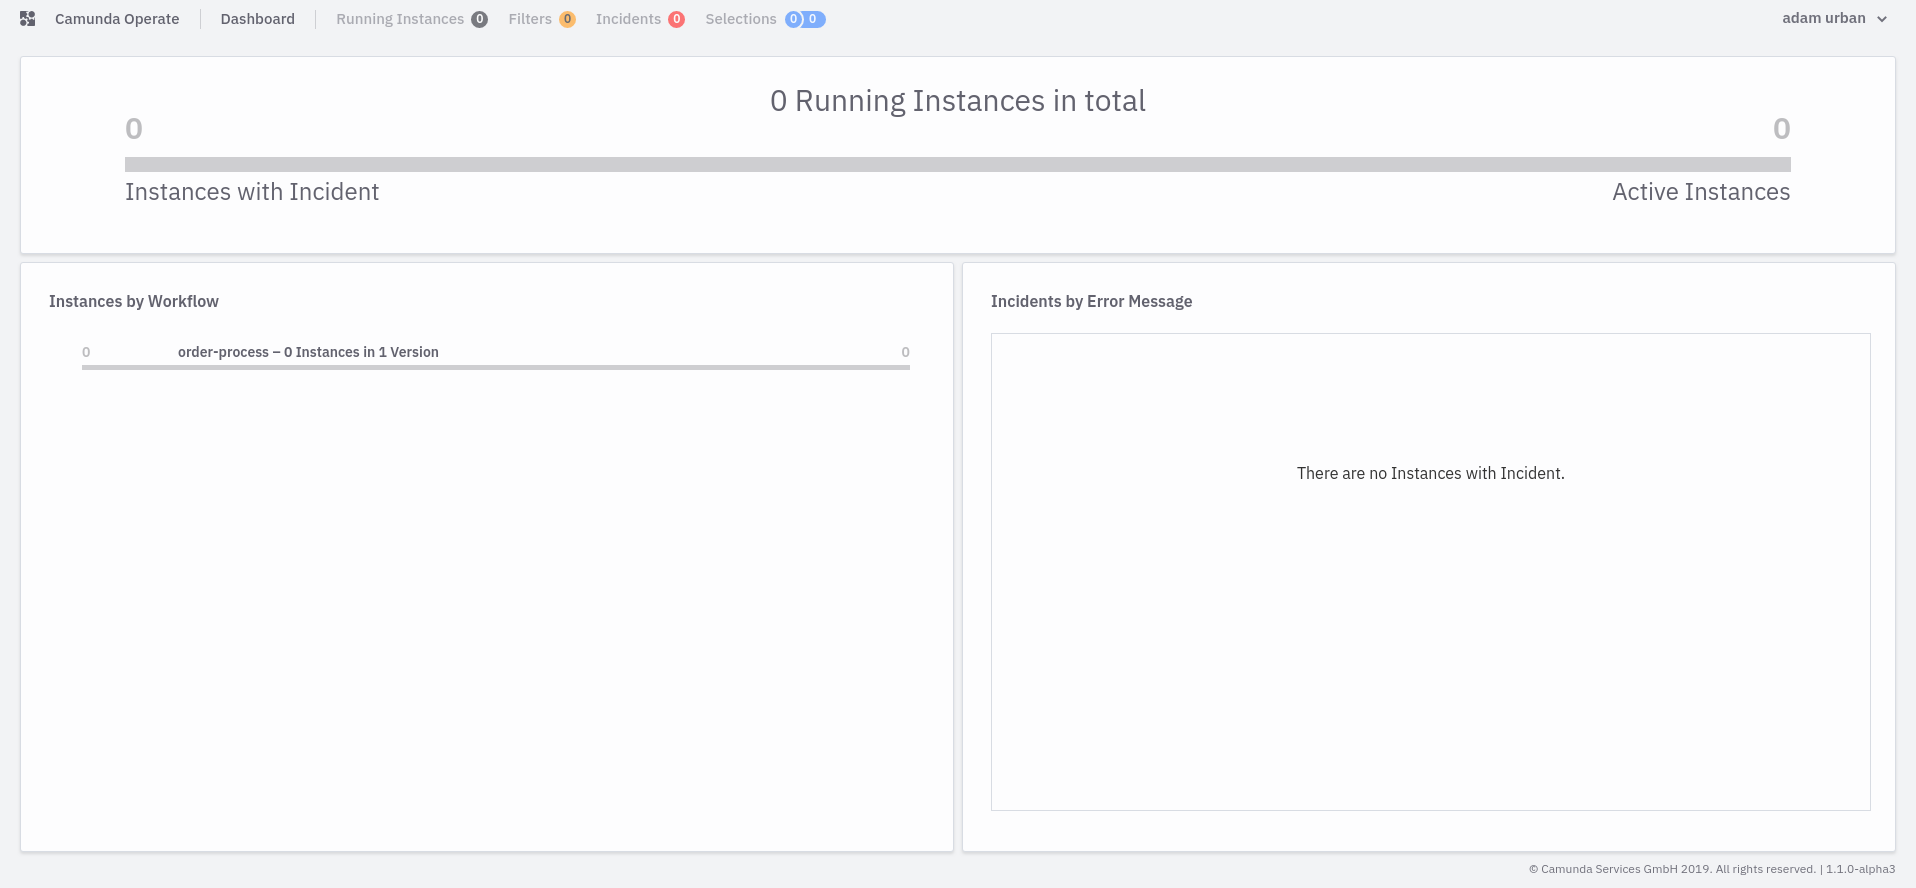 Camunda Operate Dashboard Running Instances 0 Filters 0 Incidents 0 Selections 0 0 adam urban
0 Running Instances in total
0 0
Instances with Incident Active Instances
Instances by Workflow
0 order-process – 0 Instances in 1 Version 0
Incidents by Error Message
There are no Instances with Incident.
© Camunda Services GmbH 2019. All rights reserved. | 1.1.0-alpha3